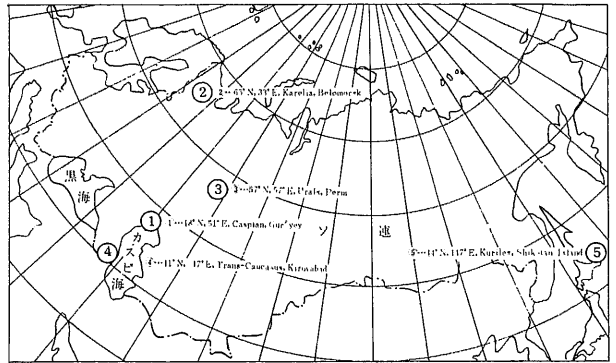 ② 2…65° N, 33° E, Karelia, Belomorsk
③ 3…57° N, 57° E, Urals, Perm
黒海
① 1…48° N, 51° E, Caspian, Gur'yev
ソ連
カスピ海
④ 4…41° N, 47° E, Trans-Caucasus, Kirovabad
5…44° N, 147° E, Kuriles, Shikotan Island ⑤